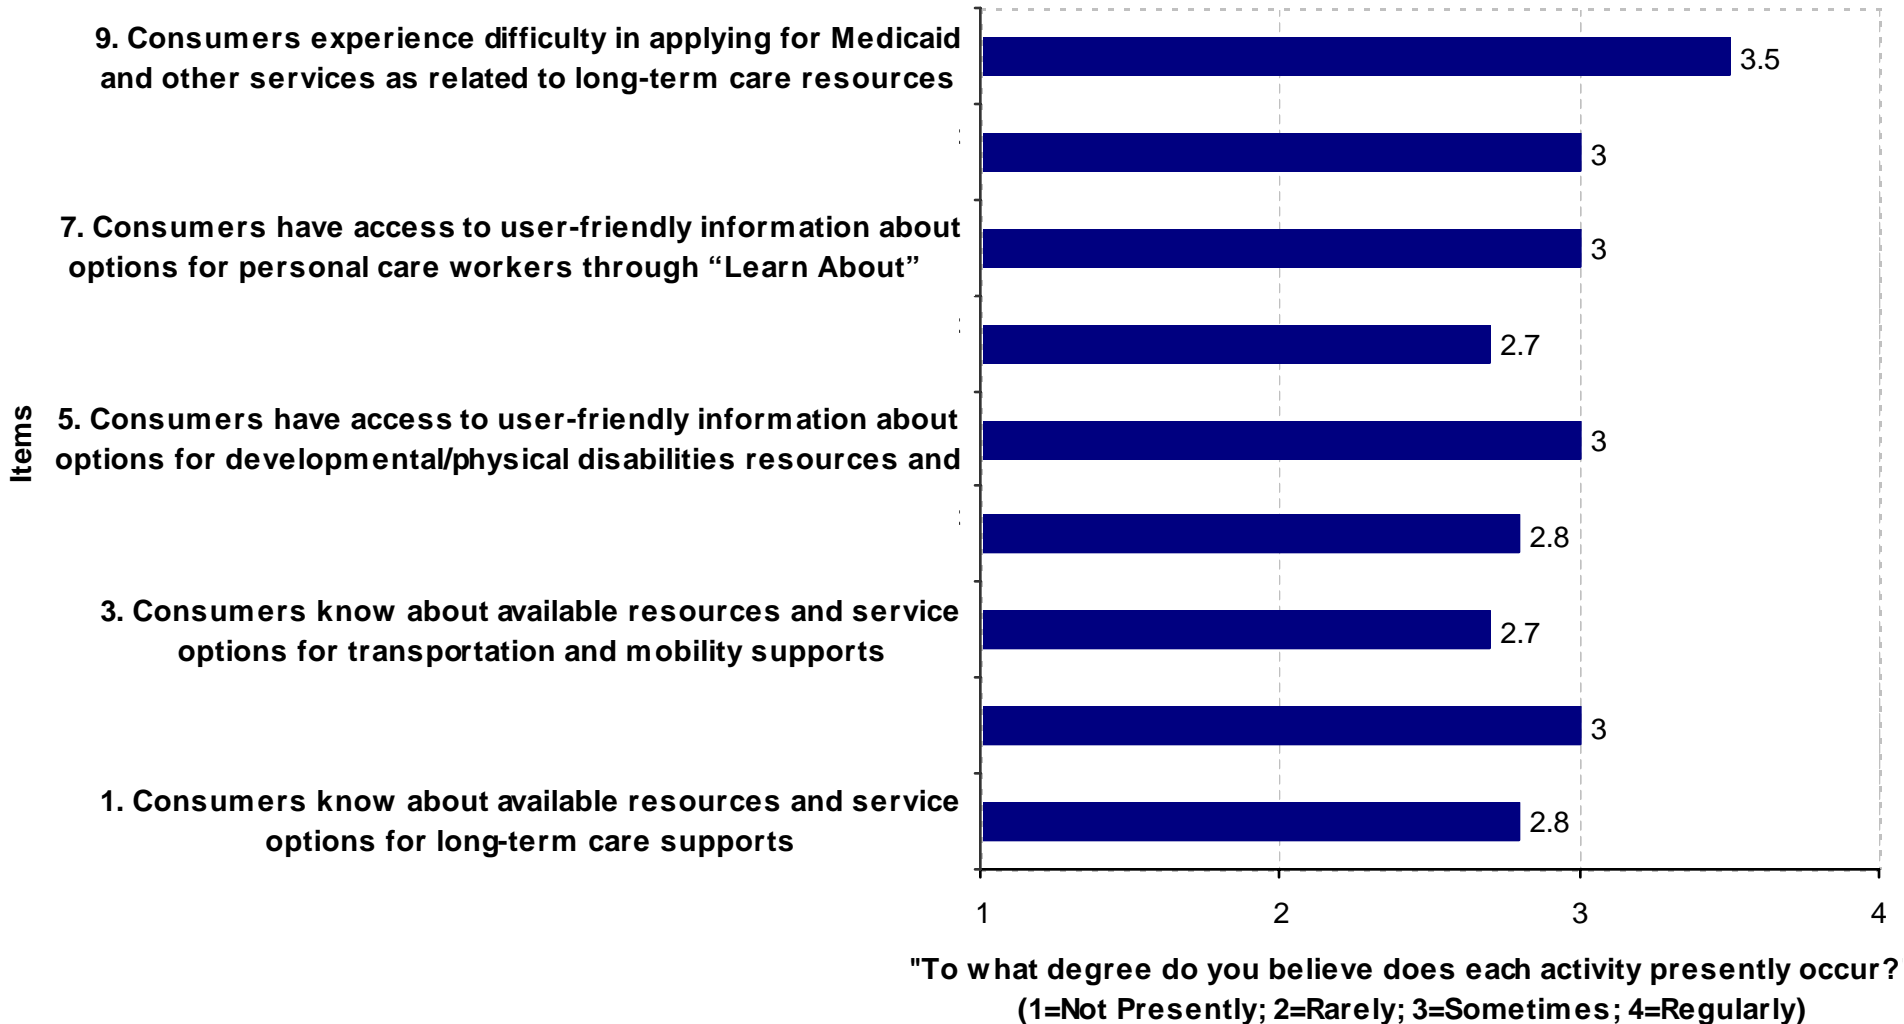 9. Consumers experience difficulty in applying for Medicaid
and other services as related to long-term care resources
3.5
3
7. Consumers have access to user-friendly information about
options for personal care workers through “Learn About”
3
2.7
Items
5. Consumers have access to user-friendly information about
options for developmental/physical disabilities resources and
3
2.8
3. Consumers know about available resources and service
options for transportation and mobility supports
2.7
3
1. Consumers know about available resources and service
options for long-term care supports
2.8
1 2 3 4
"To what degree do you believe does each activity presently occur?
(1=Not Presently; 2=Rarely; 3=Sometimes; 4=Regularly)